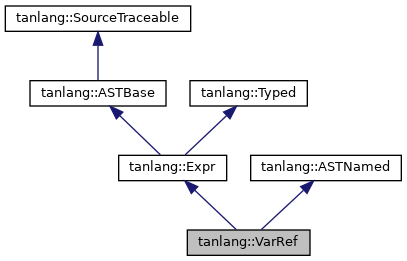 tanlang::SourceTraceable
tanlang::ASTBase
tanlang::Typed
tanlang::Expr
tanlang::ASTNamed
tanlang::VarRef